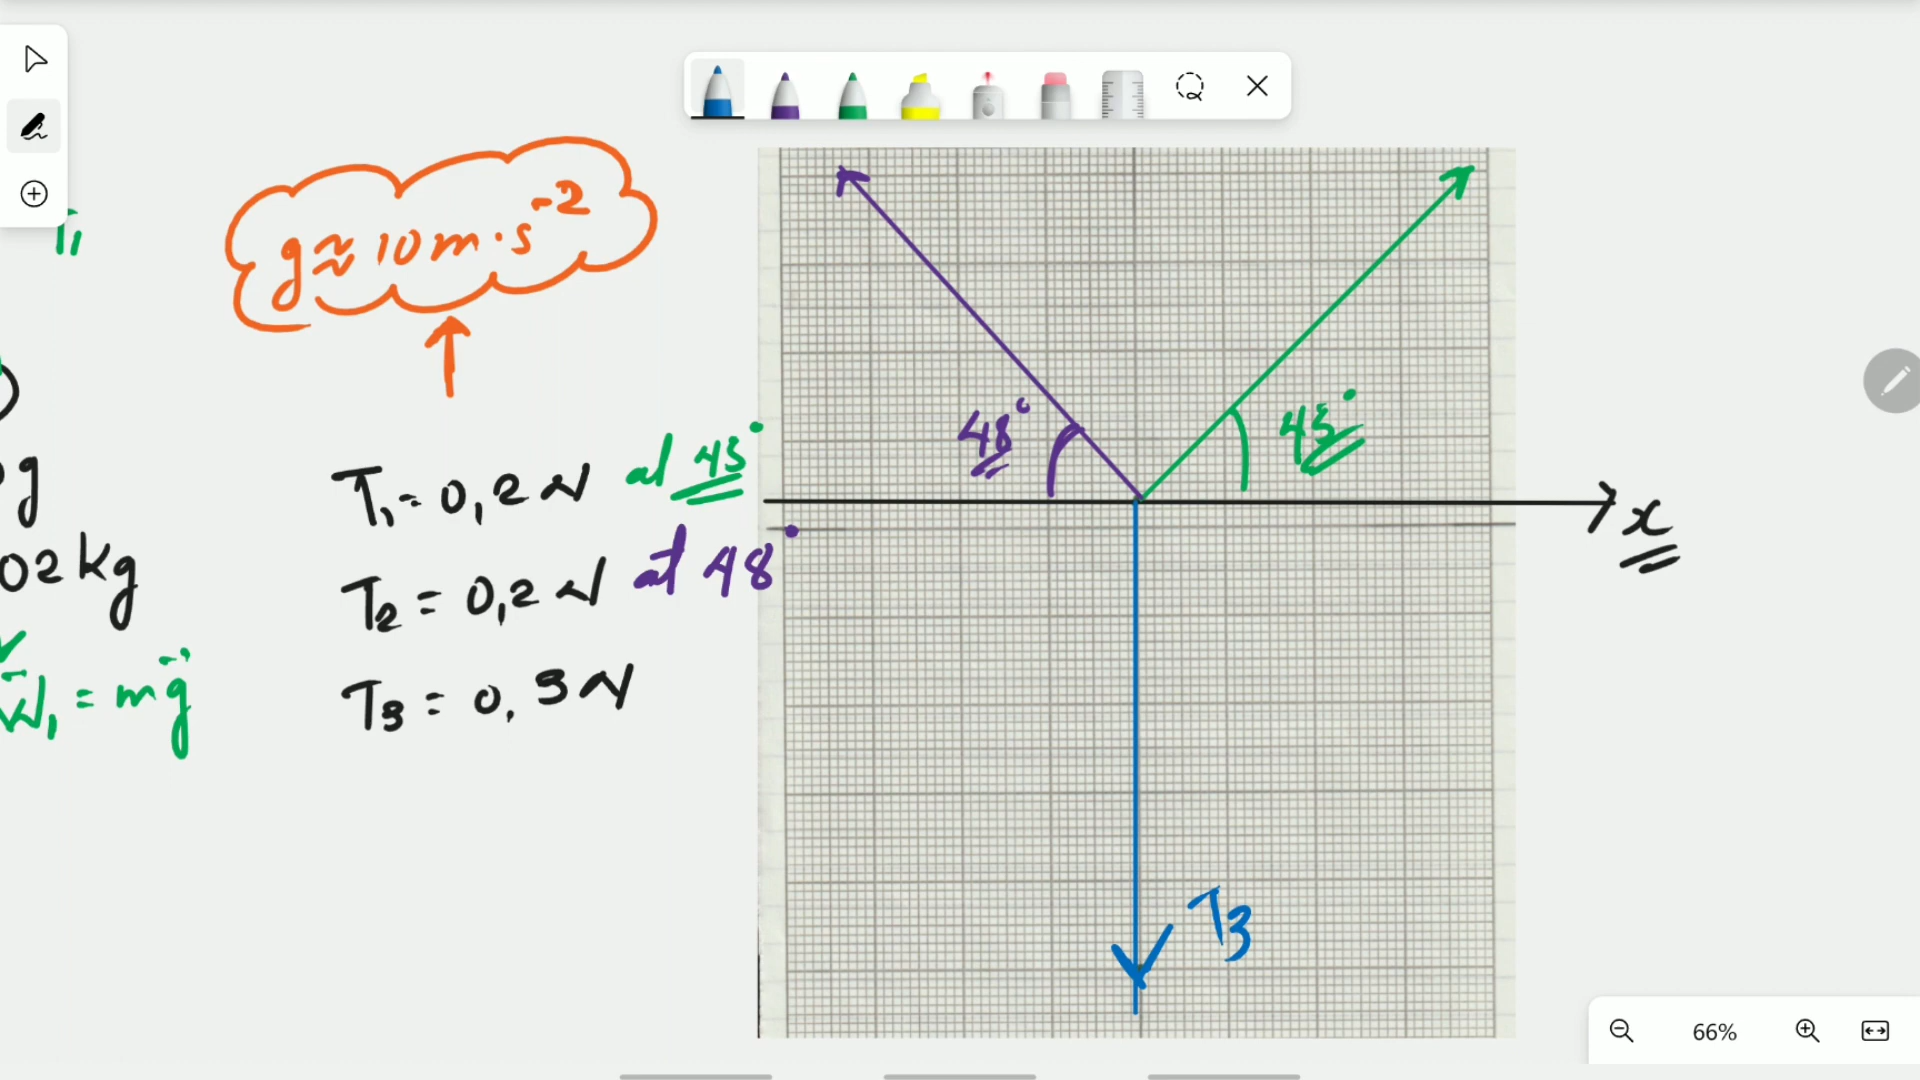 T₁
g ≈ 10 m·s⁻²
g
02 kg
W₁ = mg
T₁ = 0,2 N at 45°
T₂ = 0,2 N at 48°
T₃ = 0,3 N
48°
45°
x
T₃
66%